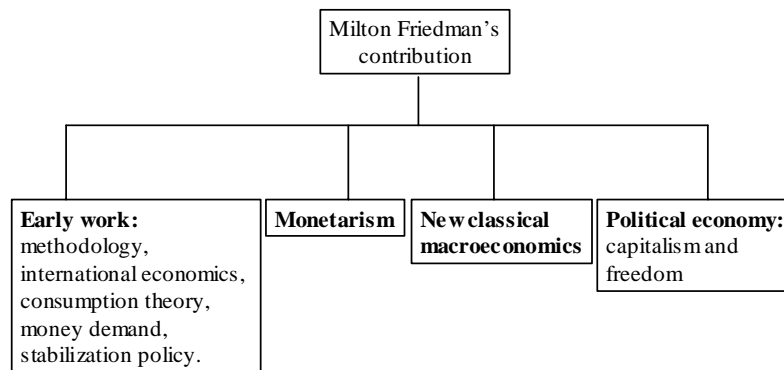 Milton Friedman's
contribution
Early work:
methodology,
international economics,
consumption theory,
money demand,
stabilization policy.
Monetarism
New classical
macroeconomics
Political economy:
capitalism and
freedom